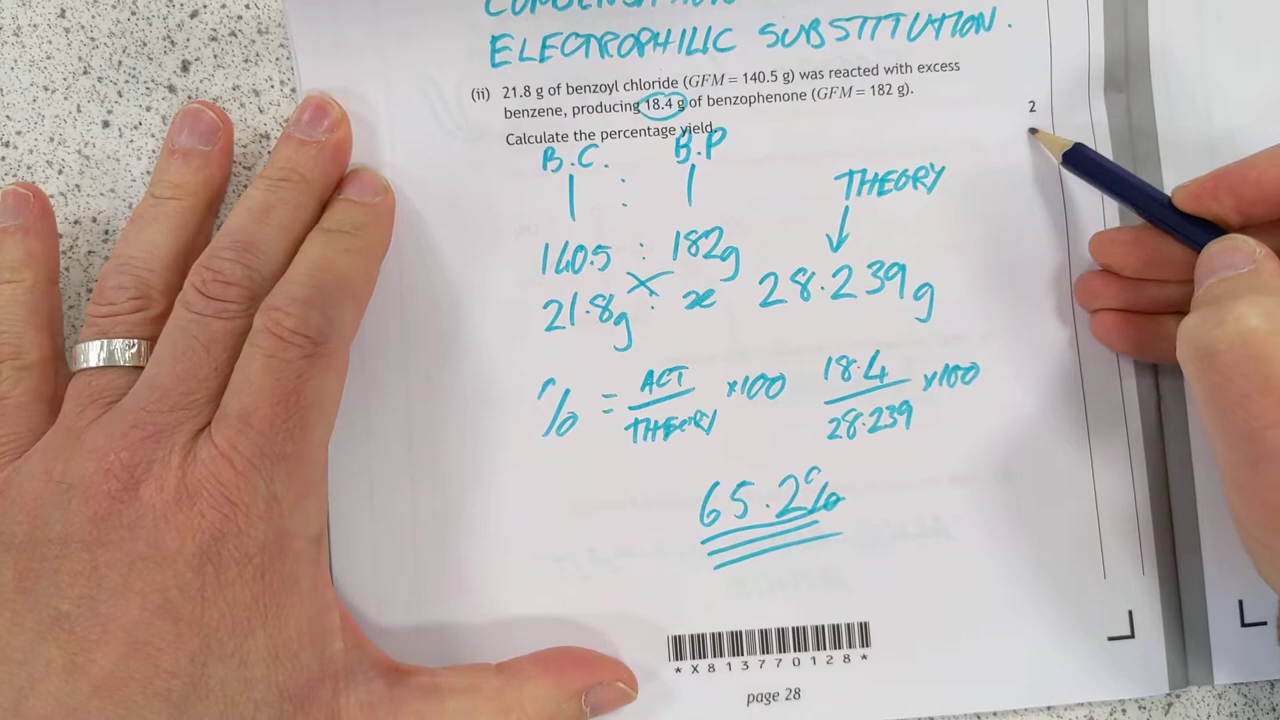 ELECTROPHILIC SUBSTITUTION.
(ii) 21.8 g of benzoyl chloride (GFM = 140.5 g) was reacted with excess
benzene, producing 18.4 g of benzophenone (GFM = 182 g).
2
Calculate the percentage yield.
B.C. B.P
1 : 1
THEORY
140.5 : 182g
21.8g : x 28.239g
% = ACT/THEORY ×100 18.4/28.239 ×100
65.2%
*X813770128*
page 28